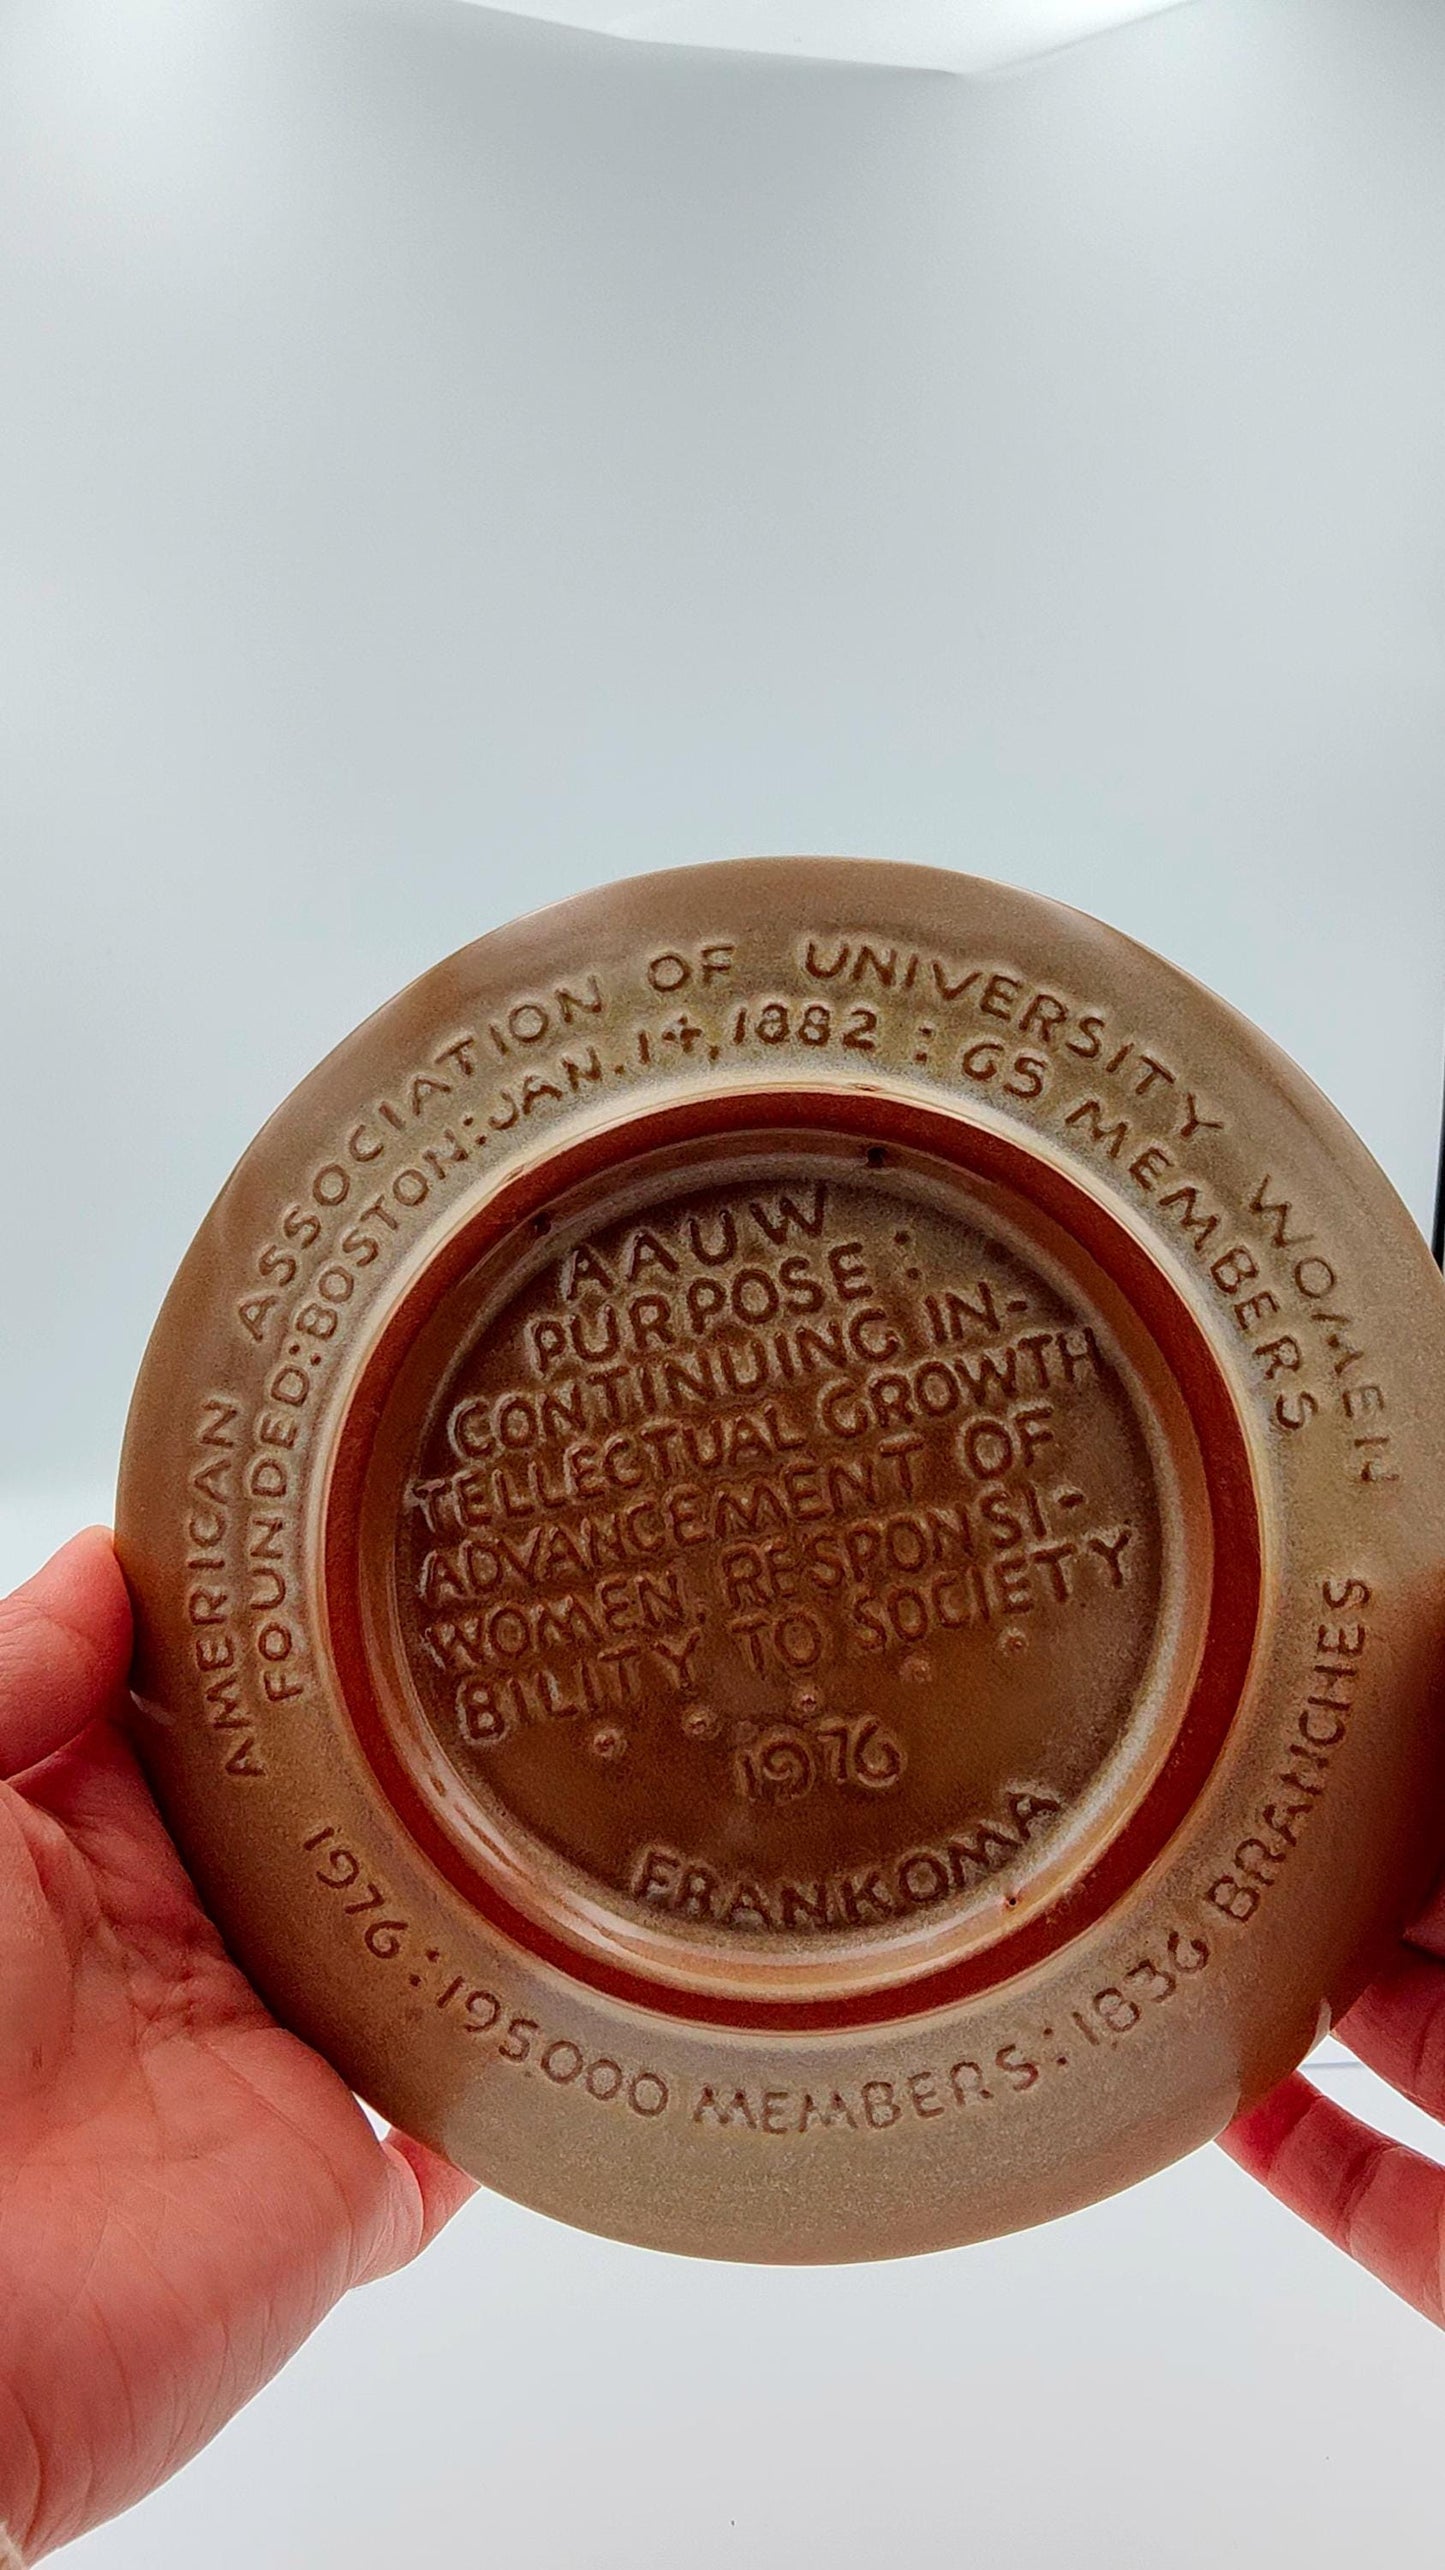 AMERICAN ASSOCIATION OF UNIVERSITY WOMEN
FOUNDED:BOSTON:JAN.14,1882 : 65 MEMBERS
1976:195000 MEMBERS:1836 BRANCHES
AAUW
PURPOSE:
CONTINUING IN-
TELLECTUAL GROWTH
ADVANCEMENT OF
WOMEN. RESPONSI-
BILITY TO SOCIETY
1976
FRANKOMA